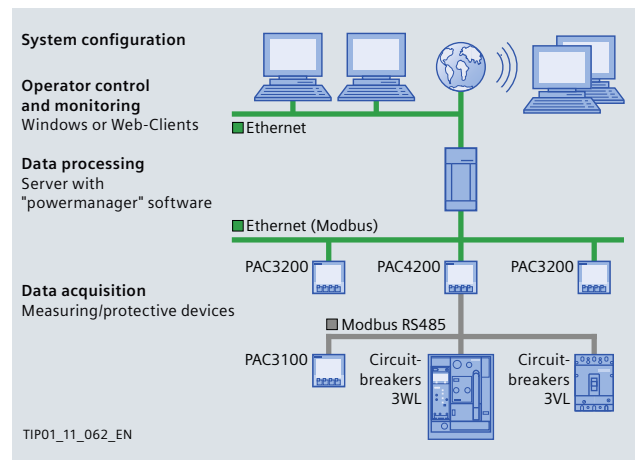 System configuration
Operator control
and monitoring
Windows or Web-Clients
Ethernet
Data processing
Server with
"powermanager" software
Ethernet (Modbus)
PAC3200
PAC4200
PAC3200
Data acquisition
Measuring/protective devices
Modbus RS485
PAC3100
Circuit-
breakers
3WL
Circuit-
breakers
3VL
TIP01_11_062_EN